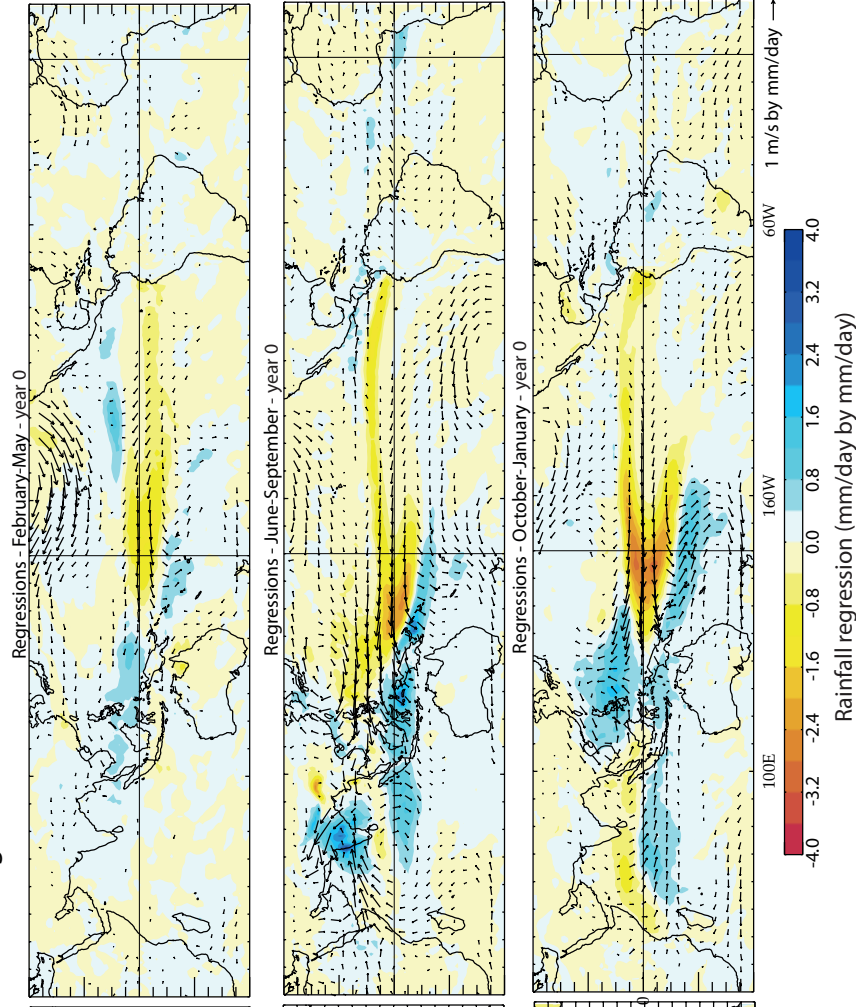 Regressions - February-May - year 0
Regressions - June-September - year 0
Regressions - October-January - year 0
1 m/s by mm/day
100E
160W
60W
0
-4.0
-3.2
-2.4
-1.6
-0.8
0.0
0.8
1.6
2.4
3.2
4.0
Rainfall regression (mm/day by mm/day)